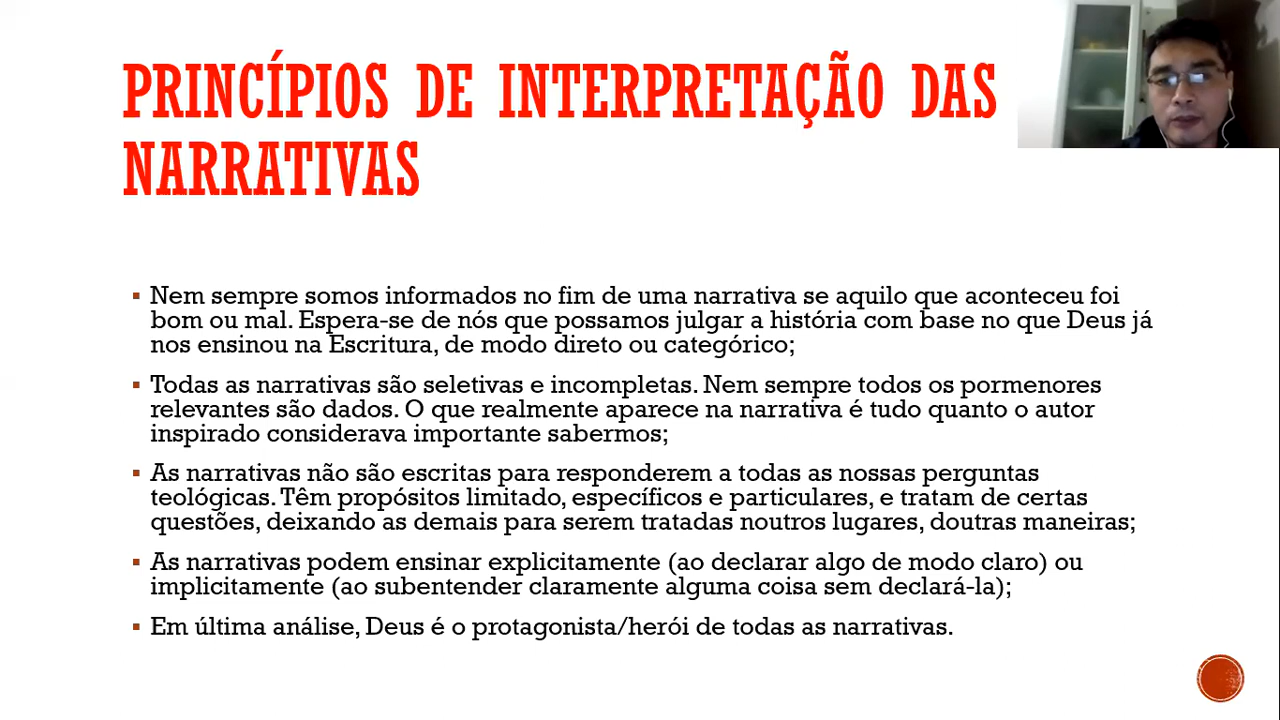 PRINCÍPIOS DE INTERPRETAÇÃO DAS
NARRATIVAS
▪ Nem sempre somos informados no fim de uma narrativa se aquilo que aconteceu foi
bom ou mal. Espera-se de nós que possamos julgar a história com base no que Deus já
nos ensinou na Escritura, de modo direto ou categórico;
▪ Todas as narrativas são seletivas e incompletas. Nem sempre todos os pormenores
relevantes são dados. O que realmente aparece na narrativa é tudo quanto o autor
inspirado considerava importante sabermos;
▪ As narrativas não são escritas para responderem a todas as nossas perguntas
teológicas. Têm propósitos limitado, específicos e particulares, e tratam de certas
questões, deixando as demais para serem tratadas noutros lugares, doutras maneiras;
▪ As narrativas podem ensinar explicitamente (ao declarar algo de modo claro) ou
implicitamente (ao subentender claramente alguma coisa sem declará-la);
▪ Em última análise, Deus é o protagonista/herói de todas as narrativas.